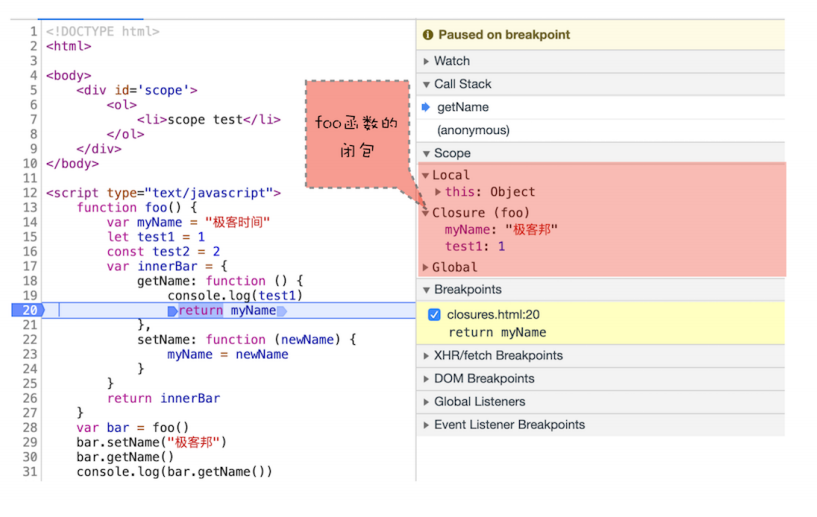 1 <!DOCTYPE html>
2 <html>
3
4 <body>
5 <div id='scope'>
6 <ol>
7 <li>scope test</li>
8 </ol>
9 </div>
10 </body>
11
12 <script type="text/javascript">
13 function foo() {
14 var myName = "极客时间"
15 let test1 = 1
16 const test2 = 2
17 var innerBar = {
18 getName: function () {
19 console.log(test1)
20 return myName
21 },
22 setName: function (newName) {
23 myName = newName
24 }
25 }
26 return innerBar
27 }
28 var bar = foo()
29 bar.setName("极客邦")
30 bar.getName()
31 console.log(bar.getName())
foo函数的
闭包
Paused on breakpoint
Watch
Call Stack
getName
(anonymous)
Scope
Local
this: Object
Closure (foo)
myName: "极客邦"
test1: 1
Global
Breakpoints
closures.html:20
return myName
XHR/fetch Breakpoints
DOM Breakpoints
Global Listeners
Event Listener Breakpoints